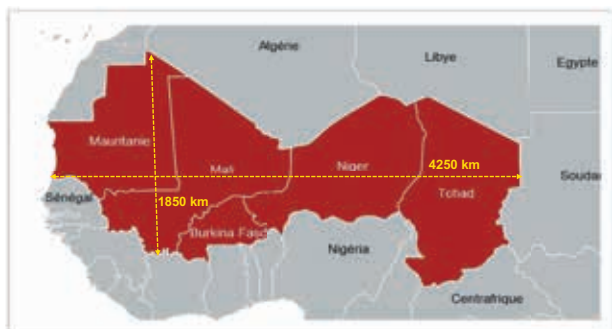 Algérie
Libye
Egypte
Mauritanie
Mali
Niger
4250 km
Tchad
Soudan
Sénégal
1850 km
Burkina Faso
Nigéria
Centrafrique